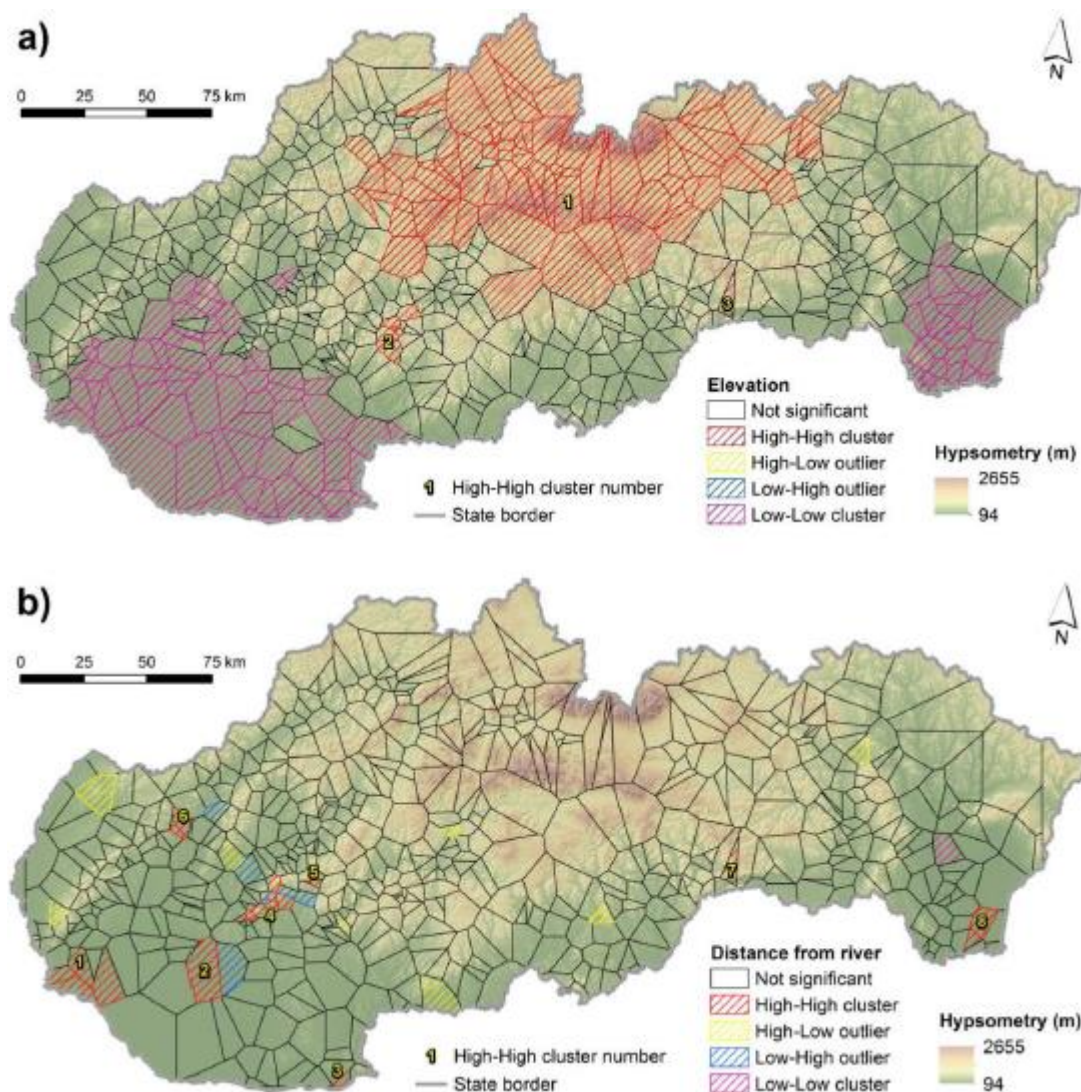 a)
N
0 25 50 75 km
1
2
3
Elevation
Not significant
High-High cluster
High-Low outlier
Low-High outlier
Low-Low cluster
Hypsometry (m)
2655
94
1 High-High cluster number
State border
b)
N
0 25 50 75 km
6
5
4
7
8
1
2
3
Distance from river
Not significant
High-High cluster
High-Low outlier
Low-High outlier
Low-Low cluster
Hypsometry (m)
2655
94
1 High-High cluster number
State border